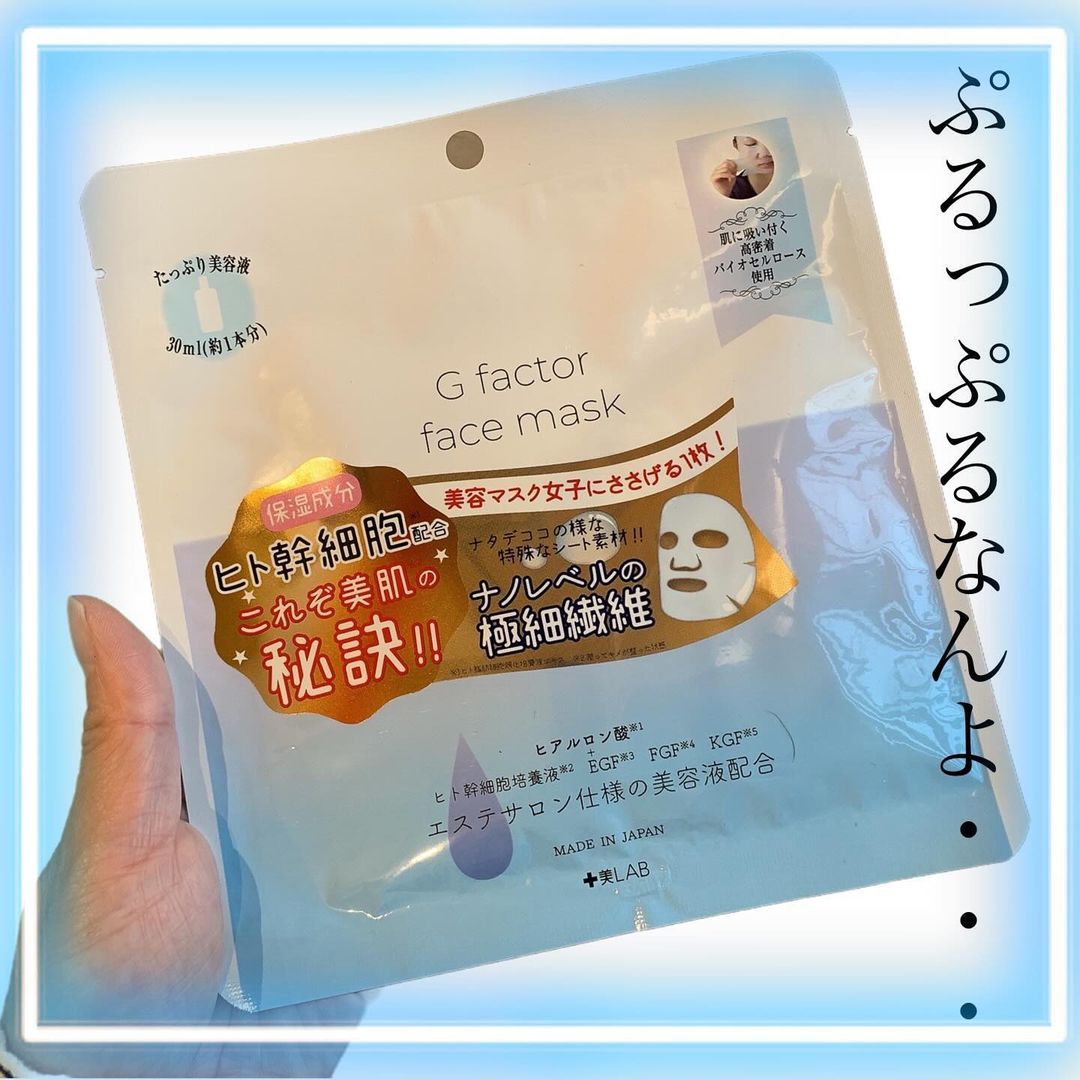 ぷるっぷるなんよ・・・
たっぷり美容液
30ml(約1本分)
肌に吸い付く
高密着
バイオセルロース
使用
G factor
face mask
美容マスク女子にささげる1枚！
保湿成分
ヒト幹細胞配合
これぞ美肌の
秘訣!!
ナタデココの様な
特殊なシート素材!!
ナノレベルの
極細繊維
ヒアルロン酸※1
+
ヒト幹細胞培養液※2 EGF※3 FGF※4 KGF※5
エステサロン仕様の美容液配合
MADE IN JAPAN
+美LAB